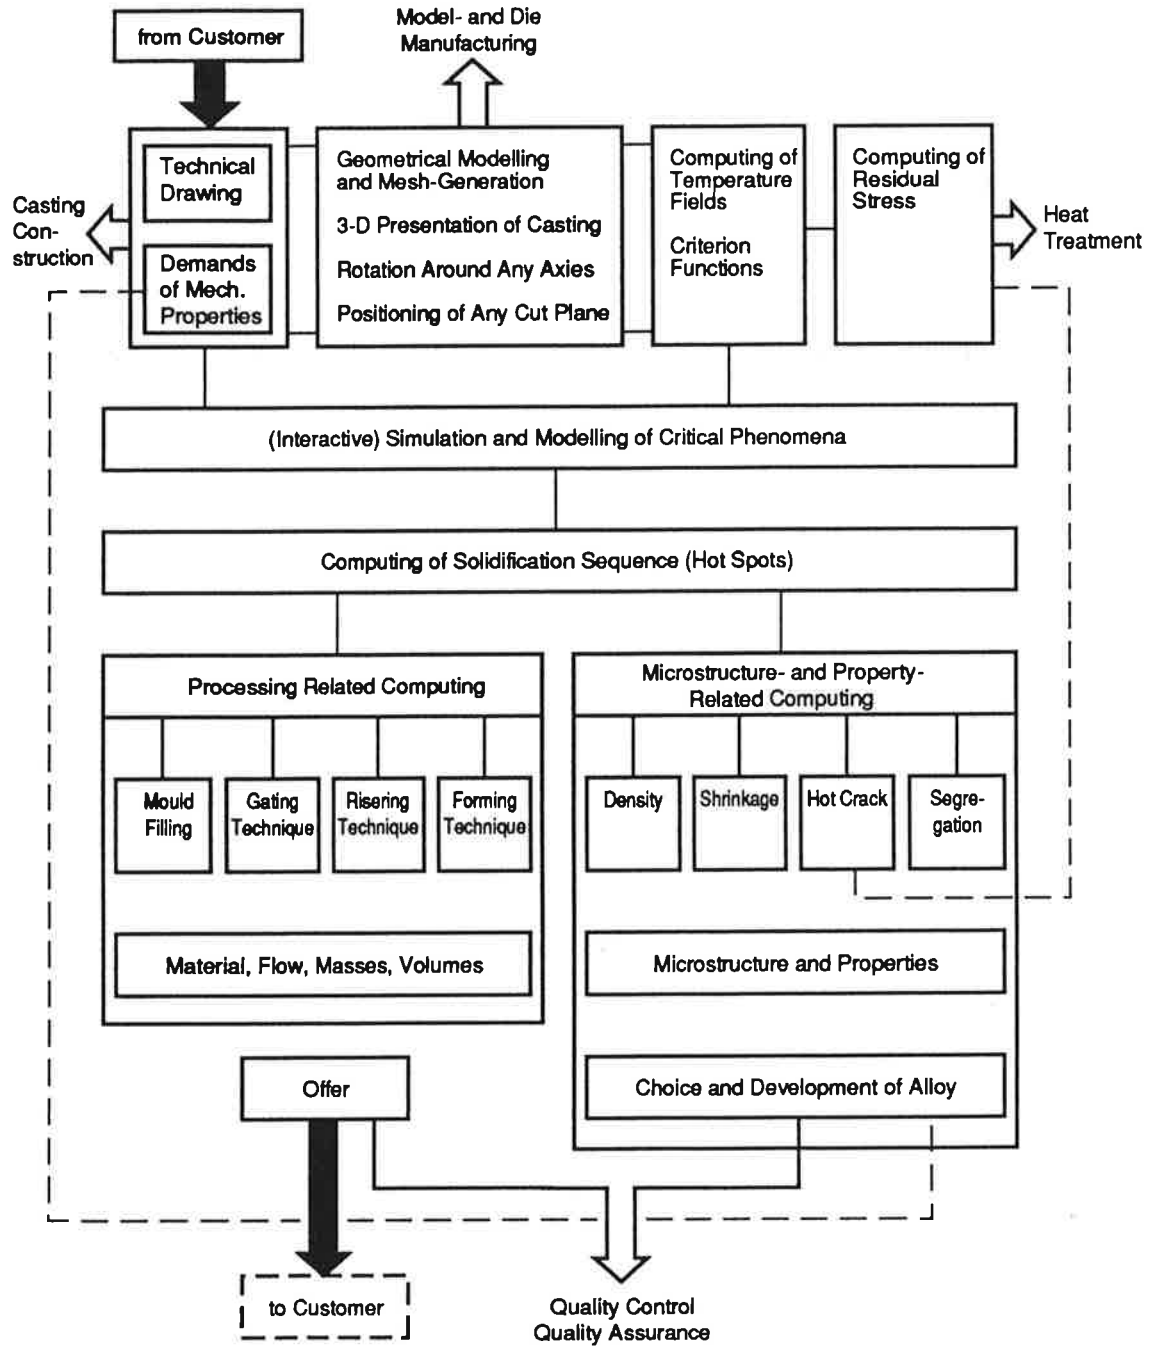 from Customer
Model- and Die
Manufacturing
Technical
Drawing
Demands
of Mech.
Properties
Casting
Con-
struction
Geometrical Modelling
and Mesh-Generation
3-D Presentation of Casting
Rotation Around Any Axies
Positioning of Any Cut Plane
Computing of
Temperature
Fields
Criterion
Functions
Computing of
Residual
Stress
Heat
Treatment
(Interactive) Simulation and Modelling of Critical Phenomena
Computing of Solidification Sequence (Hot Spots)
Processing Related Computing
Mould
Filling
Gating
Technique
Risering
Technique
Forming
Technique
Material, Flow, Masses, Volumes
Microstructure- and Property-
Related Computing
Density
Shrinkage
Hot Crack
Segre-
gation
Microstructure and Properties
Choice and Development of Alloy
Offer
to Customer
Quality Control
Quality Assurance